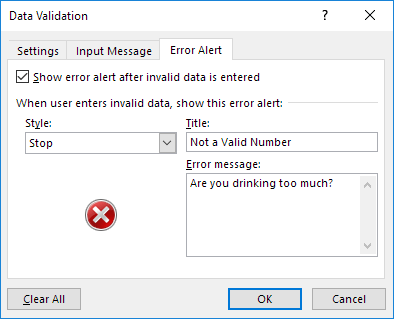 Data Validation
?
Settings
Input Message
Error Alert
Show error alert after invalid data is entered
When user enters invalid data, show this error alert:
Style:
Title:
Stop
Not a Valid Number
Error message:
Are you drinking too much?
Clear All
OK
Cancel